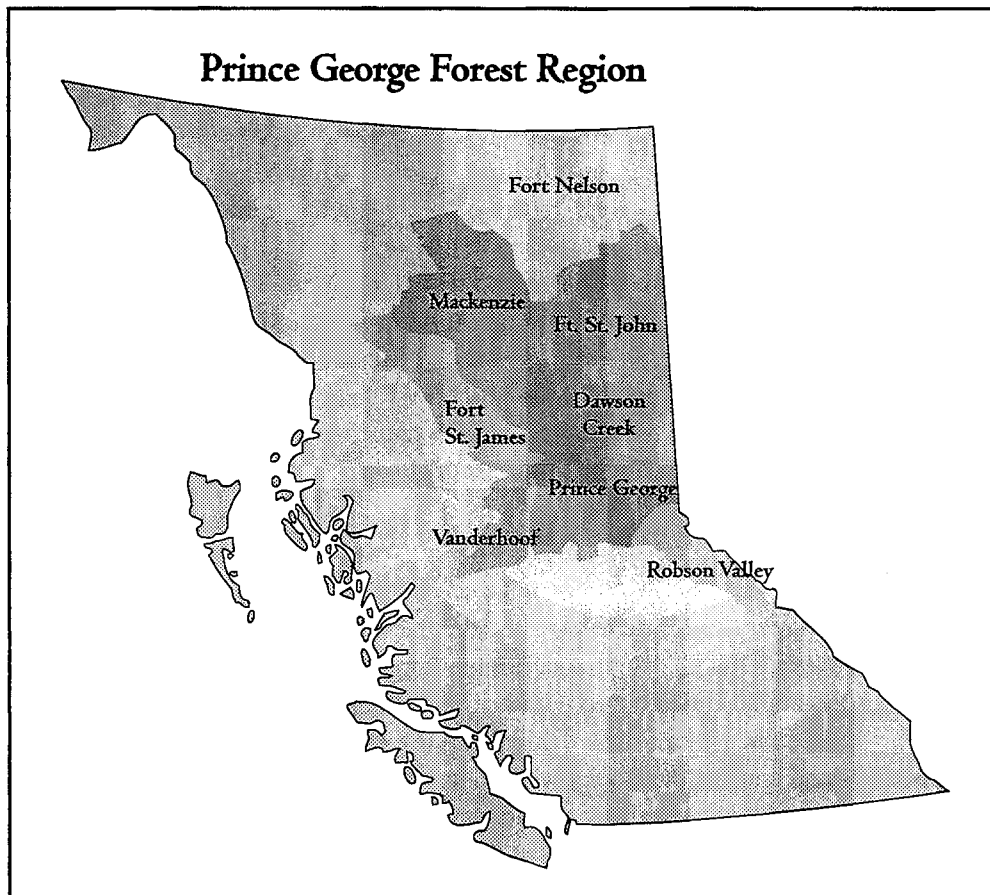 Prince George Forest Region
Fort Nelson
Mackenzie
Ft. St. John
Fort
St. James
Dawson
Creek
Prince George
Vanderhoof
Robson Valley